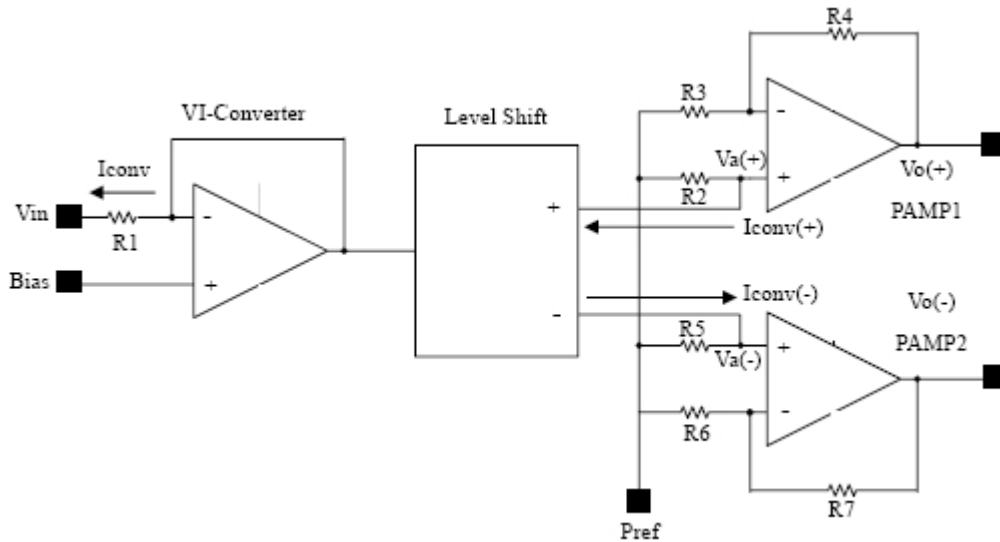 R4
R3
VI-Converter
Level Shift
-
Iconv
Va(+)
Vo(+)
+
R2
PAMP1
Vin
-
+
R1
Iconv(+)
Bias
+
Iconv(-)
Vo(-)
-
R5
+
PAMP2
Va(-)
-
R6
R7
Pref